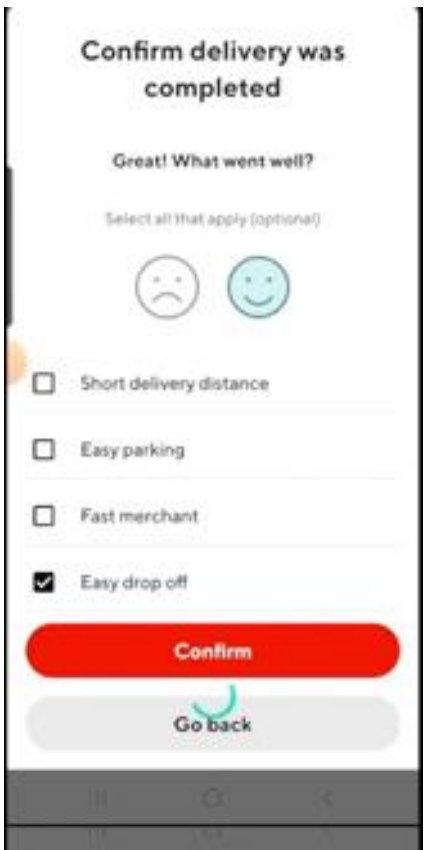 Confirm delivery was
completed
Great! What went well?
Select all that apply (optional)
Short delivery distance
Easy parking
Fast merchant
Easy drop off
Confirm
Go back